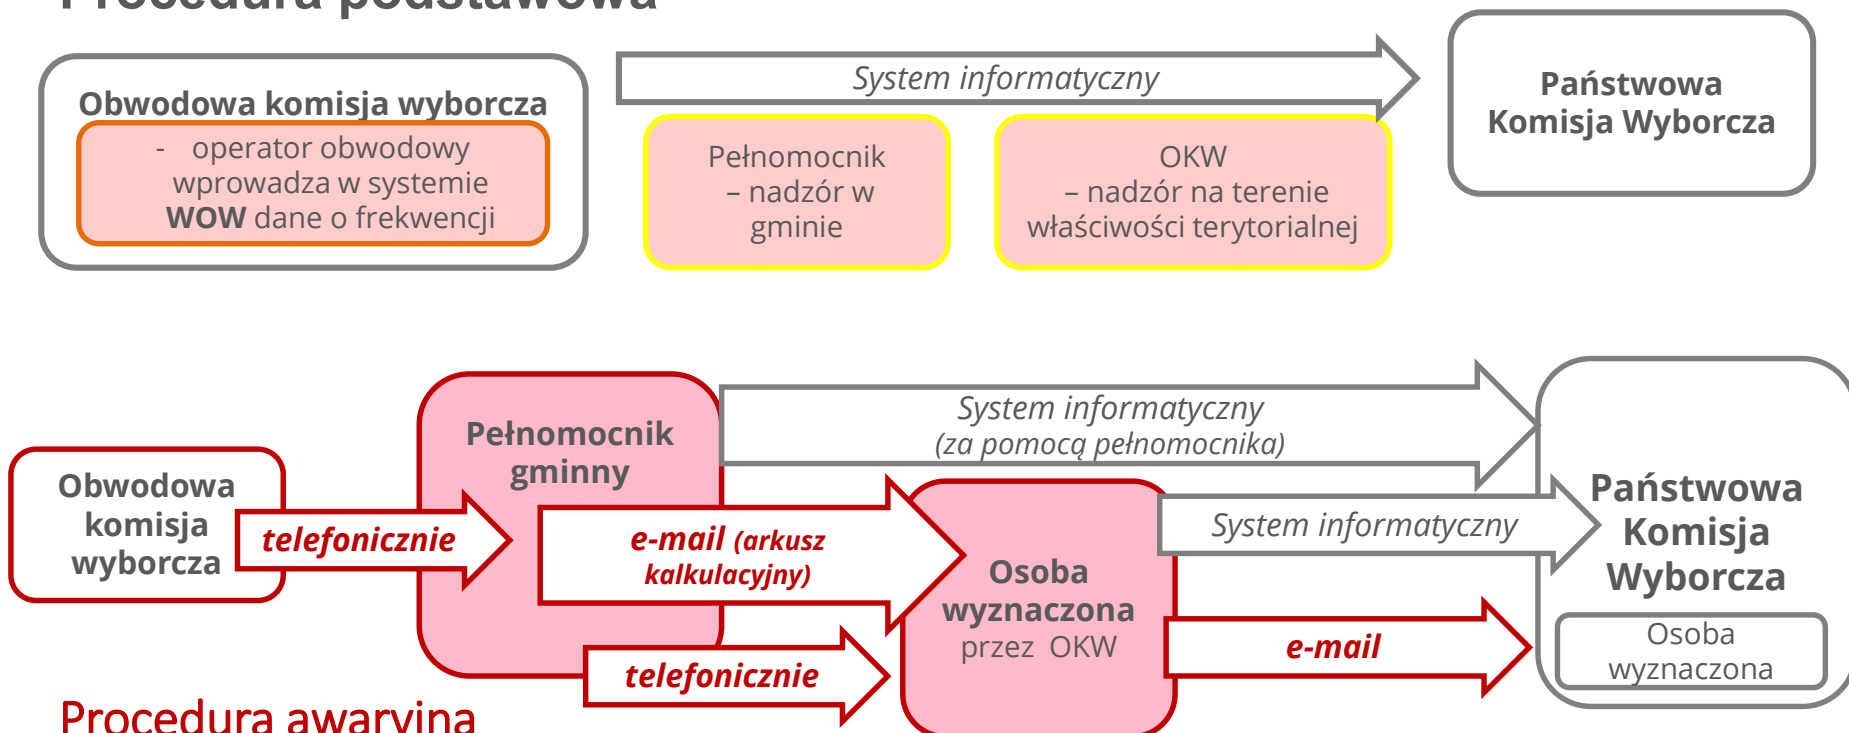 Procedura podstawowa
Obwodowa komisja wyborcza
- operator obwodowy
wprowadza w systemie
WOW dane o frekwencji
System informatyczny
Pełnomocnik
– nadzór w
gminie
OKW
– nadzór na terenie
właściwości terytorialnej
Państwowa
Komisja Wyborcza
Obwodowa
komisja
wyborcza
telefonicznie
Pełnomocnik
gminny
e-mail (arkusz
kalkulacyjny)
telefonicznie
System informatyczny
(za pomocą pełnomocnika)
Osoba
wyznaczona
przez OKW
System informatyczny
e-mail
Państwowa
Komisja
Wyborcza
Osoba
wyznaczona
Procedura awaryjna